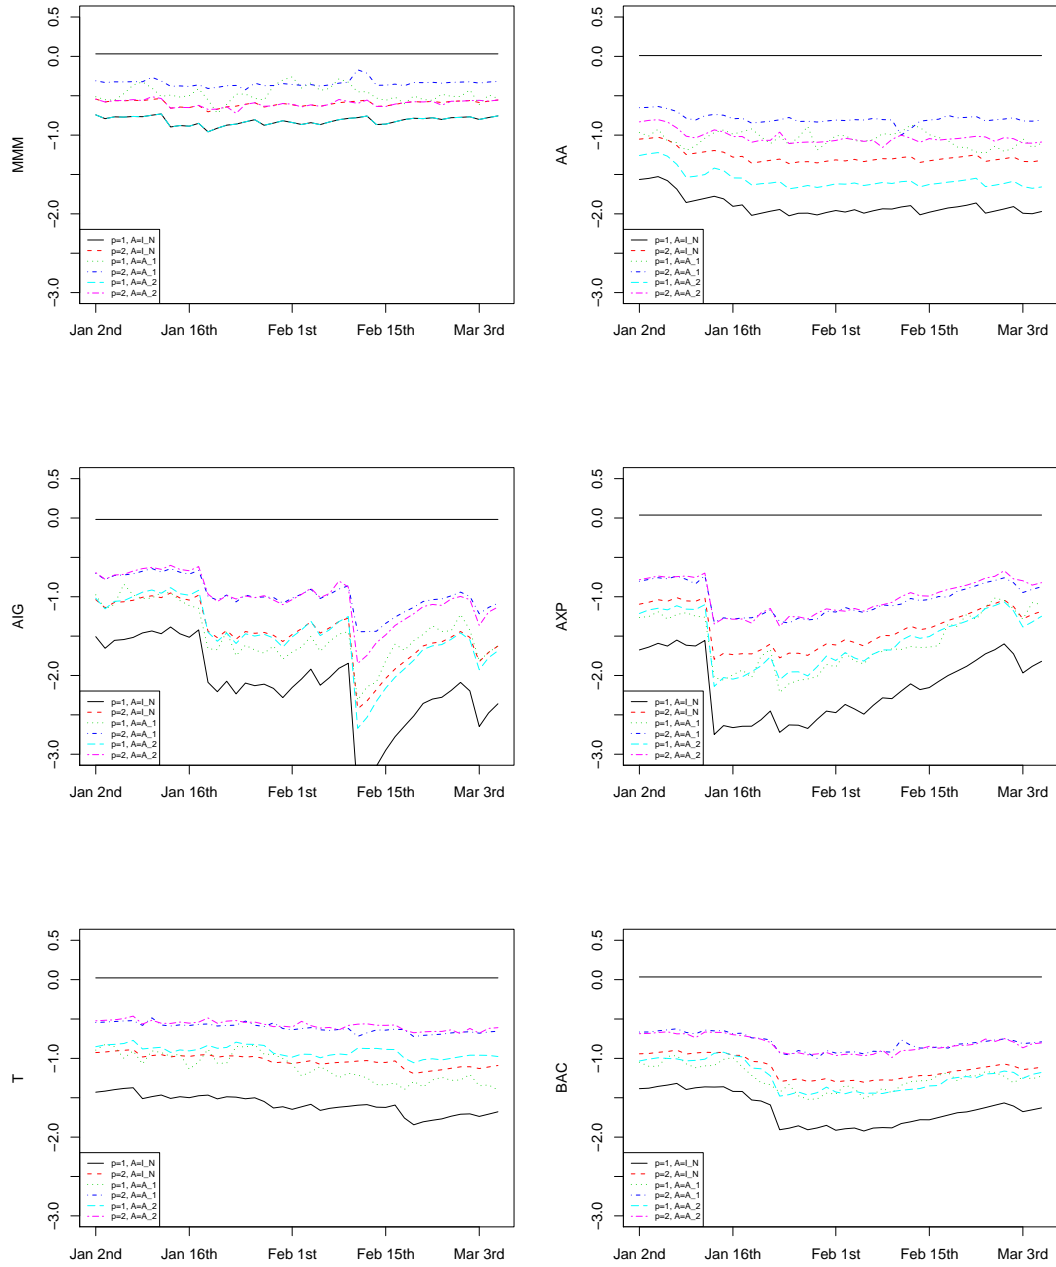 MMM
0.5
0.0
−1.0
−2.0
−3.0
p=1, A=I_N
p=2, A=I_N
p=1, A=A_1
p=2, A=A_1
p=1, A=A_2
p=2, A=A_2
Jan 2nd
Jan 16th
Feb 1st
Feb 15th
Mar 3rd
AA
0.5
0.0
−1.0
−2.0
−3.0
p=1, A=I_N
p=2, A=I_N
p=1, A=A_1
p=2, A=A_1
p=1, A=A_2
p=2, A=A_2
Jan 2nd
Jan 16th
Feb 1st
Feb 15th
Mar 3rd
AIG
0.5
0.0
−1.0
−2.0
−3.0
p=1, A=I_N
p=2, A=I_N
p=1, A=A_1
p=2, A=A_1
p=1, A=A_2
p=2, A=A_2
Jan 2nd
Jan 16th
Feb 1st
Feb 15th
Mar 3rd
AXP
0.5
0.0
−1.0
−2.0
−3.0
p=1, A=I_N
p=2, A=I_N
p=1, A=A_1
p=2, A=A_1
p=1, A=A_2
p=2, A=A_2
Jan 2nd
Jan 16th
Feb 1st
Feb 15th
Mar 3rd
T
0.5
0.0
−1.0
−2.0
−3.0
p=1, A=I_N
p=2, A=I_N
p=1, A=A_1
p=2, A=A_1
p=1, A=A_2
p=2, A=A_2
Jan 2nd
Jan 16th
Feb 1st
Feb 15th
Mar 3rd
BAC
0.5
0.0
−1.0
−2.0
−3.0
p=1, A=I_N
p=2, A=I_N
p=1, A=A_1
p=2, A=A_1
p=1, A=A_2
p=2, A=A_2
Jan 2nd
Jan 16th
Feb 1st
Feb 15th
Mar 3rd